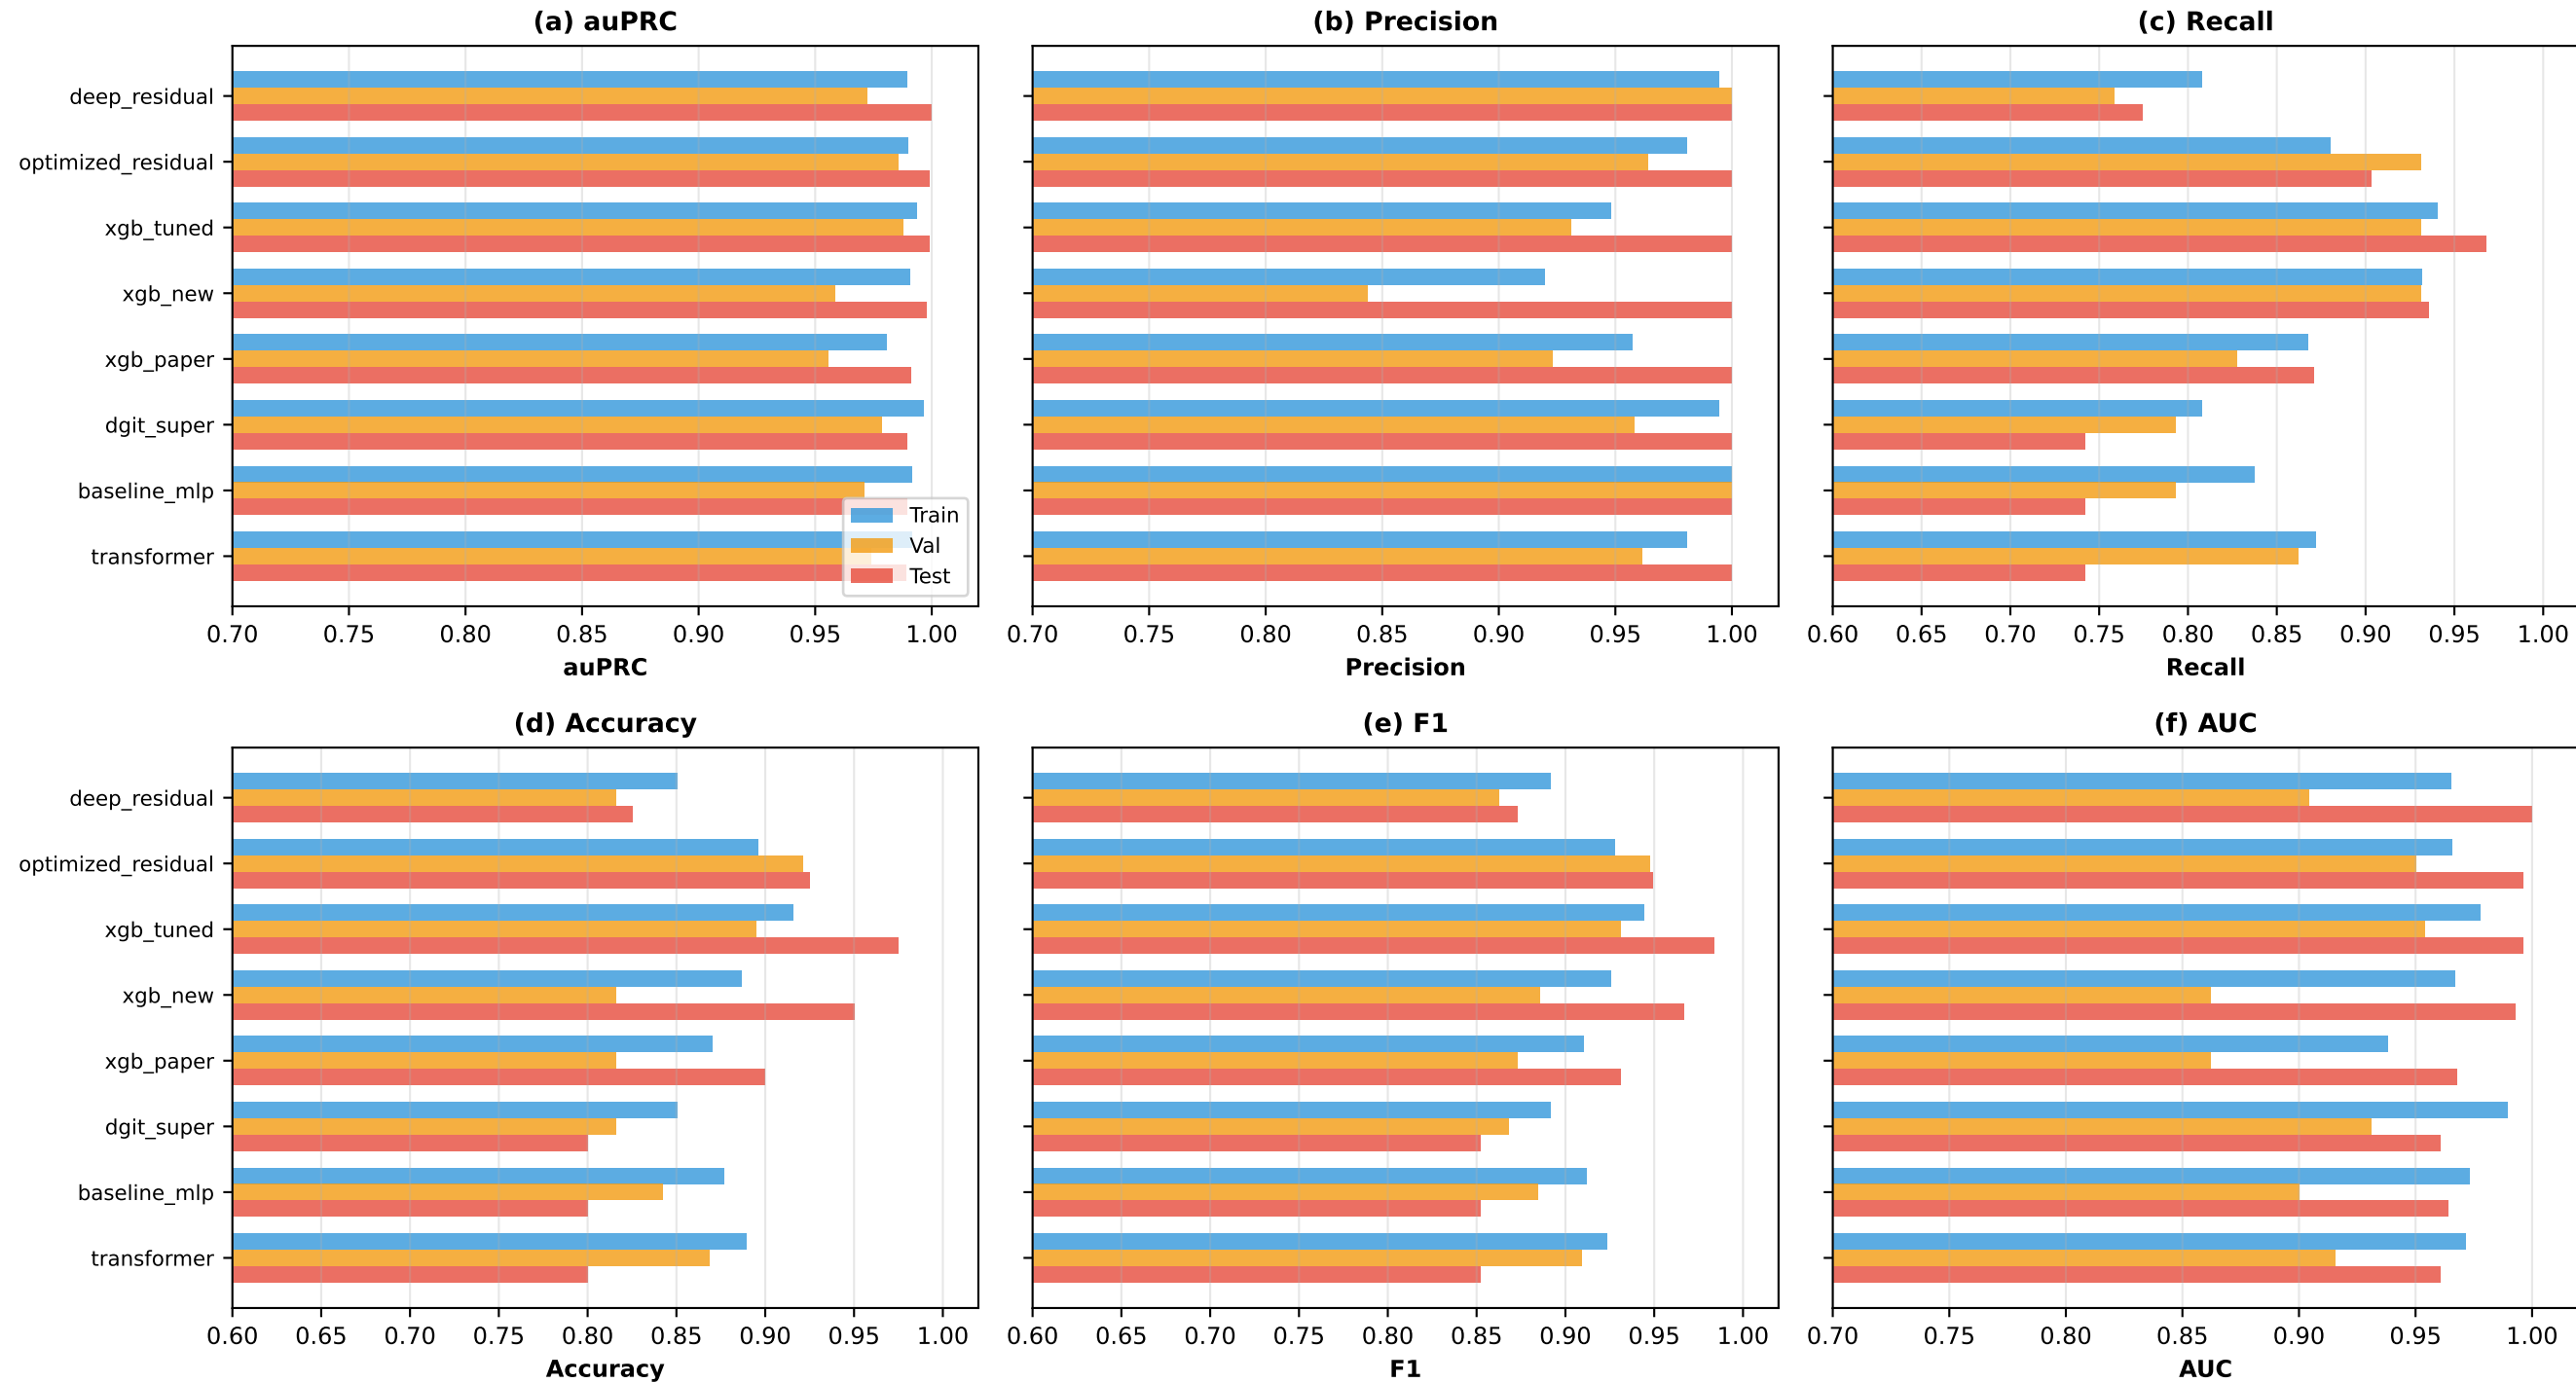 (a) auPRC
(b) Precision
(c) Recall
deep_residual
optimized_residual
xgb_tuned
xgb_new
xgb_paper
dgit_super
baseline_mlp
transformer
Train
Val
Test
0.70 0.75 0.80 0.85 0.90 0.95 1.00
0.70 0.75 0.80 0.85 0.90 0.95 1.00
0.60 0.65 0.70 0.75 0.80 0.85 0.90 0.95 1.00
auPRC
Precision
Recall
(d) Accuracy
(e) F1
(f) AUC
deep_residual
optimized_residual
xgb_tuned
xgb_new
xgb_paper
dgit_super
baseline_mlp
transformer
0.60 0.65 0.70 0.75 0.80 0.85 0.90 0.95 1.00
0.60 0.65 0.70 0.75 0.80 0.85 0.90 0.95 1.00
0.70 0.75 0.80 0.85 0.90 0.95 1.00
Accuracy
F1
AUC